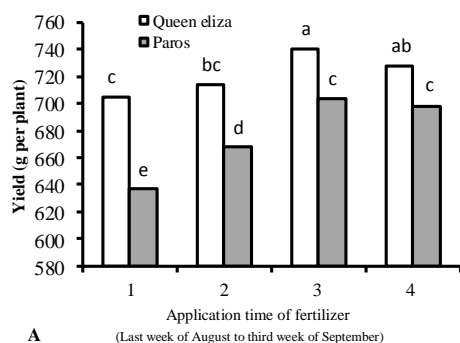 760
740
720
700
680
660
640
620
600
580
Yield (g per plant)
Queen eliza
Paros
c
e
bc
d
a
c
ab
c
1 2 3 4
Application time of fertilizer
A (Last week of August to third week of September)